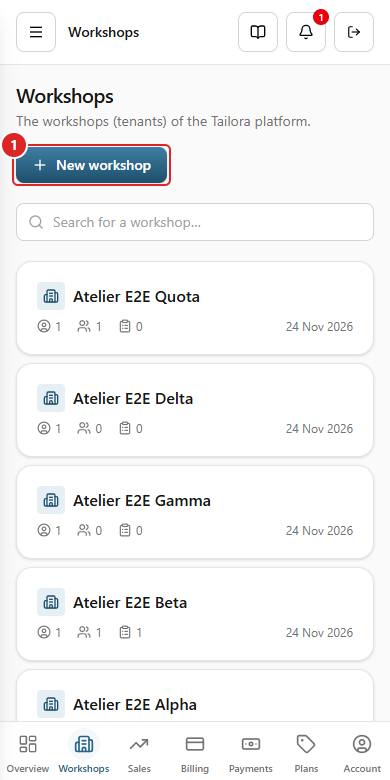 Workshops
1
Workshops
The workshops (tenants) of the Tailora platform.
1
New workshop
Search for a workshop...
Atelier E2E Quota
1 1 0 24 Nov 2026
Atelier E2E Delta
1 0 0 24 Nov 2026
Atelier E2E Gamma
1 0 0 24 Nov 2026
Atelier E2E Beta
1 1 1 24 Nov 2026
Atelier E2E Alpha
Overview Workshops Sales Billing Payments Plans Account